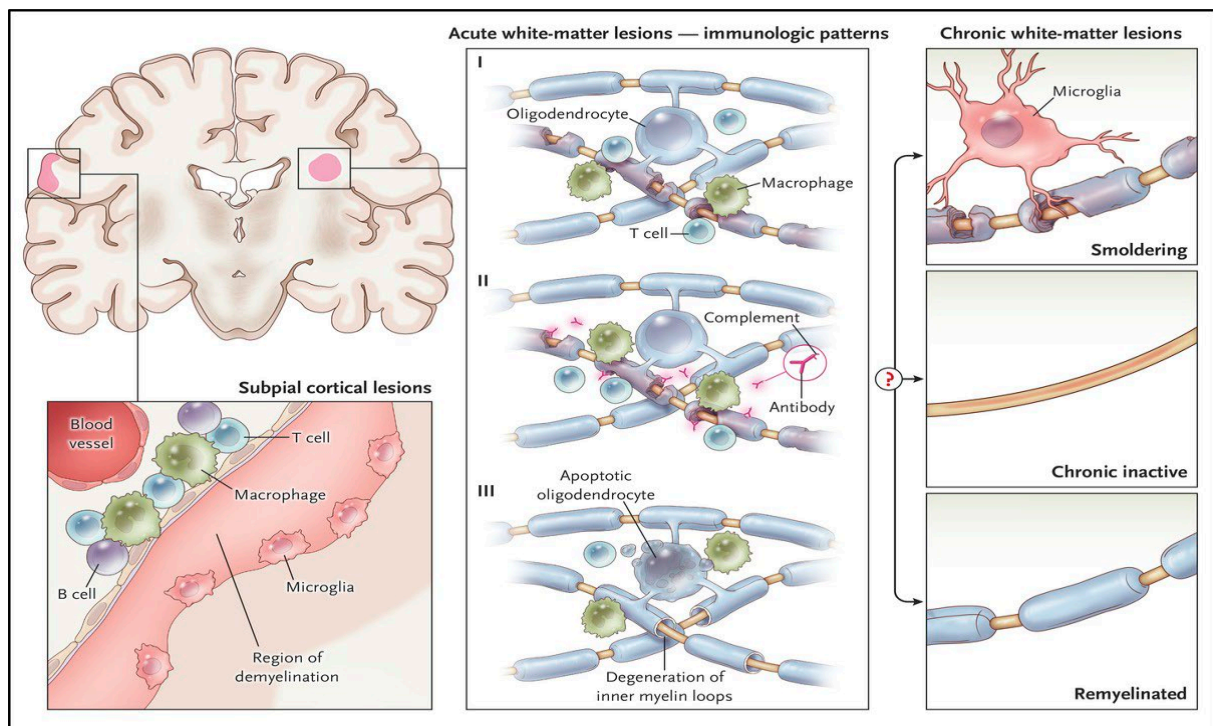 Acute white-matter lesions — immunologic patterns
Chronic white-matter lesions
I
Oligodendrocyte
Macrophage
T cell
II
Complement
Antibody
III
Apoptotic
oligodendrocyte
Degeneration of
inner myelin loops
Microglia
Smoldering
?
Chronic inactive
Remyelinated
Subpial cortical lesions
Blood
vessel
T cell
Macrophage
B cell
Microglia
Region of
demyelination